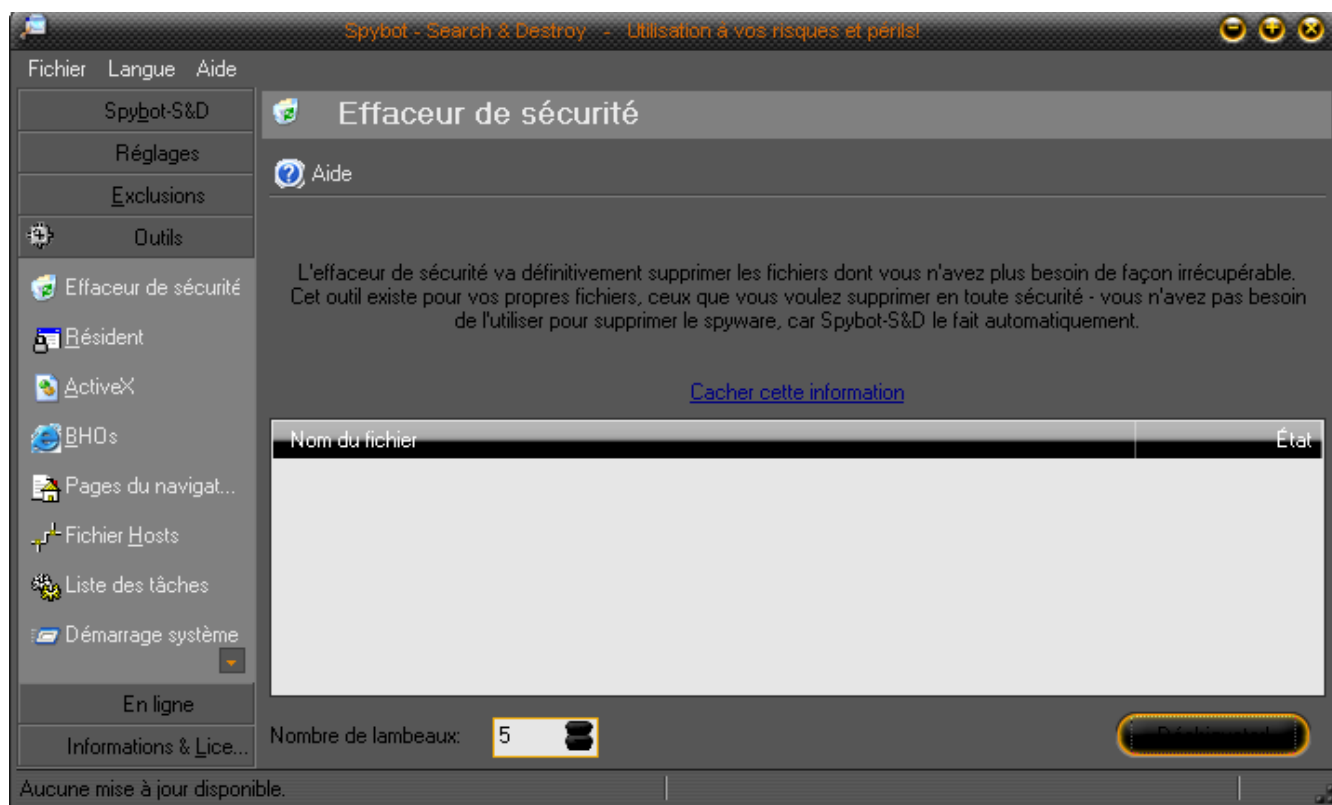 Spybot - Search & Destroy - Utilisation à vos risques et périls!
Fichier Langue Aide
Spybot-S&D
Réglages
Exclusions
Outils
Effaceur de sécurité
Résident
ActiveX
BHOs
Pages du navigat...
Fichier Hosts
Liste des tâches
Démarrage système
En ligne
Informations & Lice...
Effaceur de sécurité
Aide
L'effaceur de sécurité va définitivement supprimer les fichiers dont vous n'avez plus besoin de façon irrécupérable.
Cet outil existe pour vos propres fichiers, ceux que vous voulez supprimer en toute sécurité - vous n'avez pas besoin
de l'utiliser pour supprimer le spyware, car Spybot-S&D le fait automatiquement.
Cacher cette information
Nom du fichier État
Nombre de lambeaux: 5
Aucune mise à jour disponible.